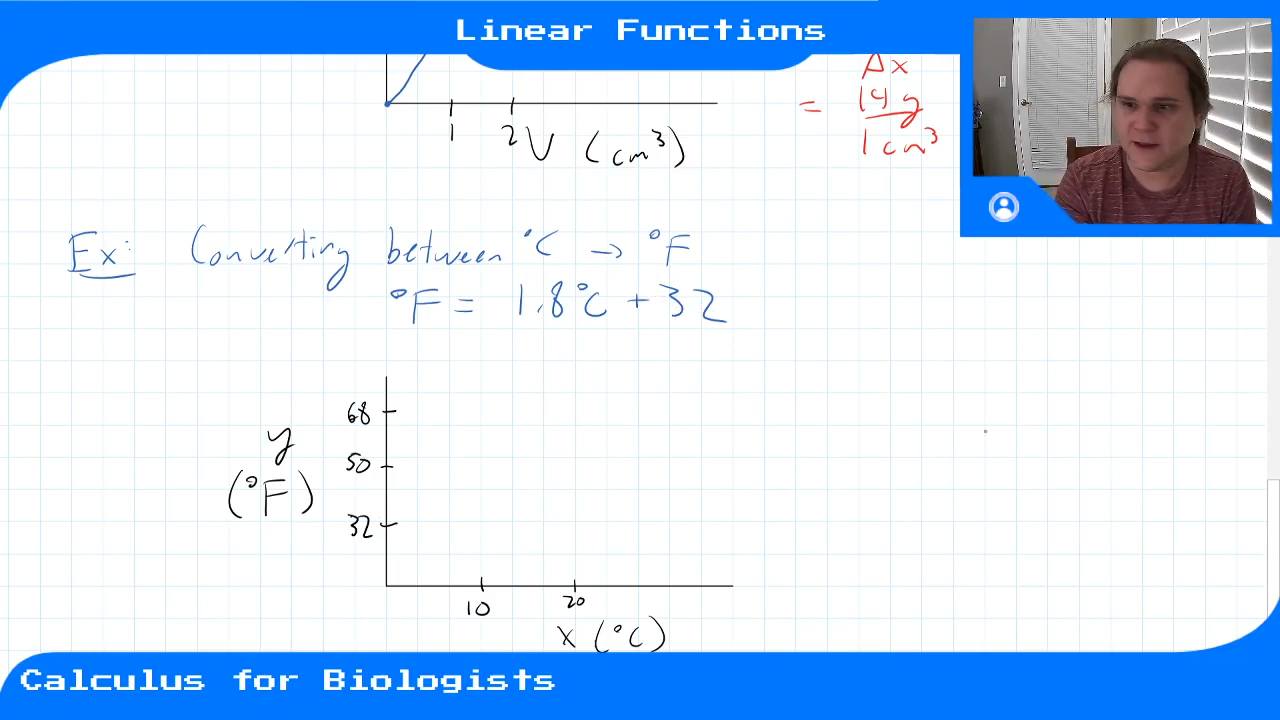 Linear Functions
Δx
= 14 g
1 cm³
1 2 V (cm³)
Ex: Converting between °C → °F
°F = 1.8°C + 32
68
y
50
(°F)
32
10 20
x (°C)
Calculus for Biologists